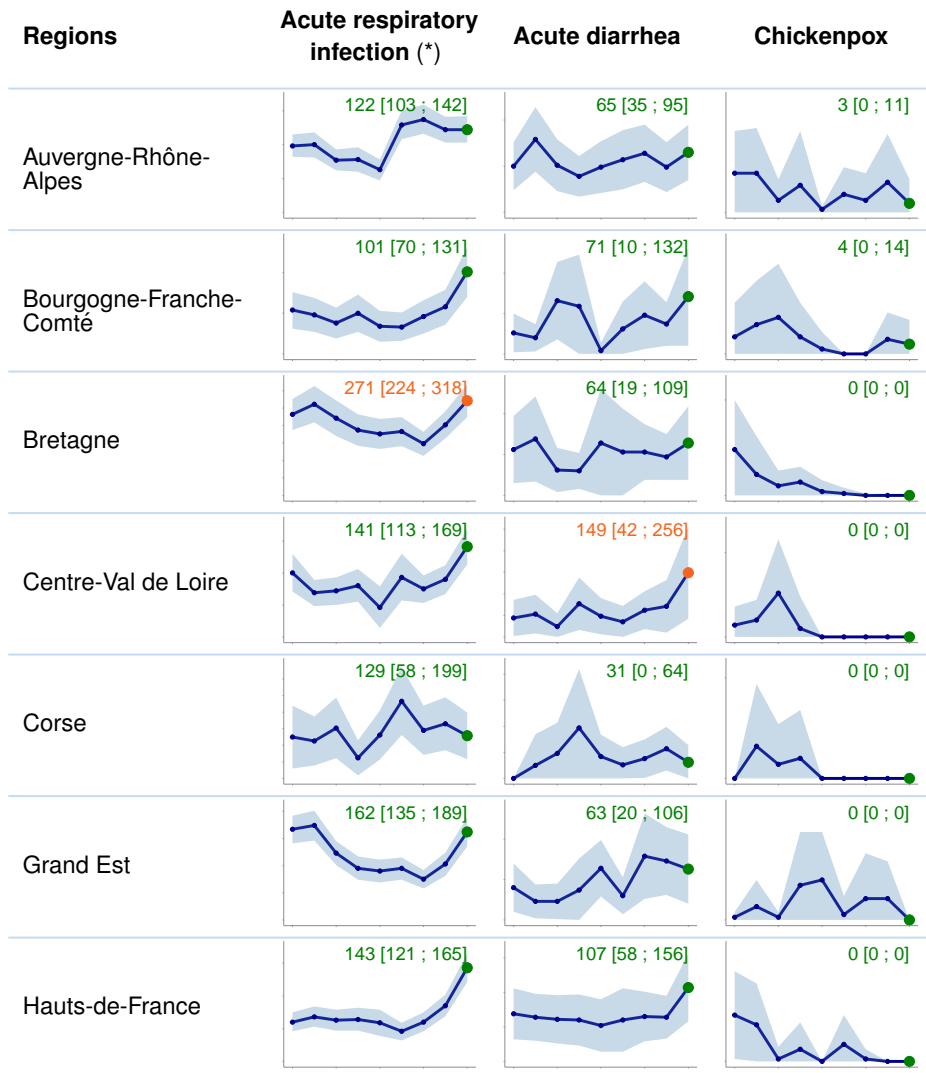 Regions
Acute respiratory
infection (*)
Acute diarrhea
Chickenpox
Auvergne-Rhône-
Alpes
122 [103 ; 142]
65 [35 ; 95]
3 [0 ; 11]
Bourgogne-Franche-
Comté
101 [70 ; 131]
71 [10 ; 132]
4 [0 ; 14]
Bretagne
271 [224 ; 318]
64 [19 ; 109]
0 [0 ; 0]
Centre-Val de Loire
141 [113 ; 169]
149 [42 ; 256]
0 [0 ; 0]
Corse
129 [58 ; 199]
31 [0 ; 64]
0 [0 ; 0]
Grand Est
162 [135 ; 189]
63 [20 ; 106]
0 [0 ; 0]
Hauts-de-France
143 [121 ; 165]
107 [58 ; 156]
0 [0 ; 0]